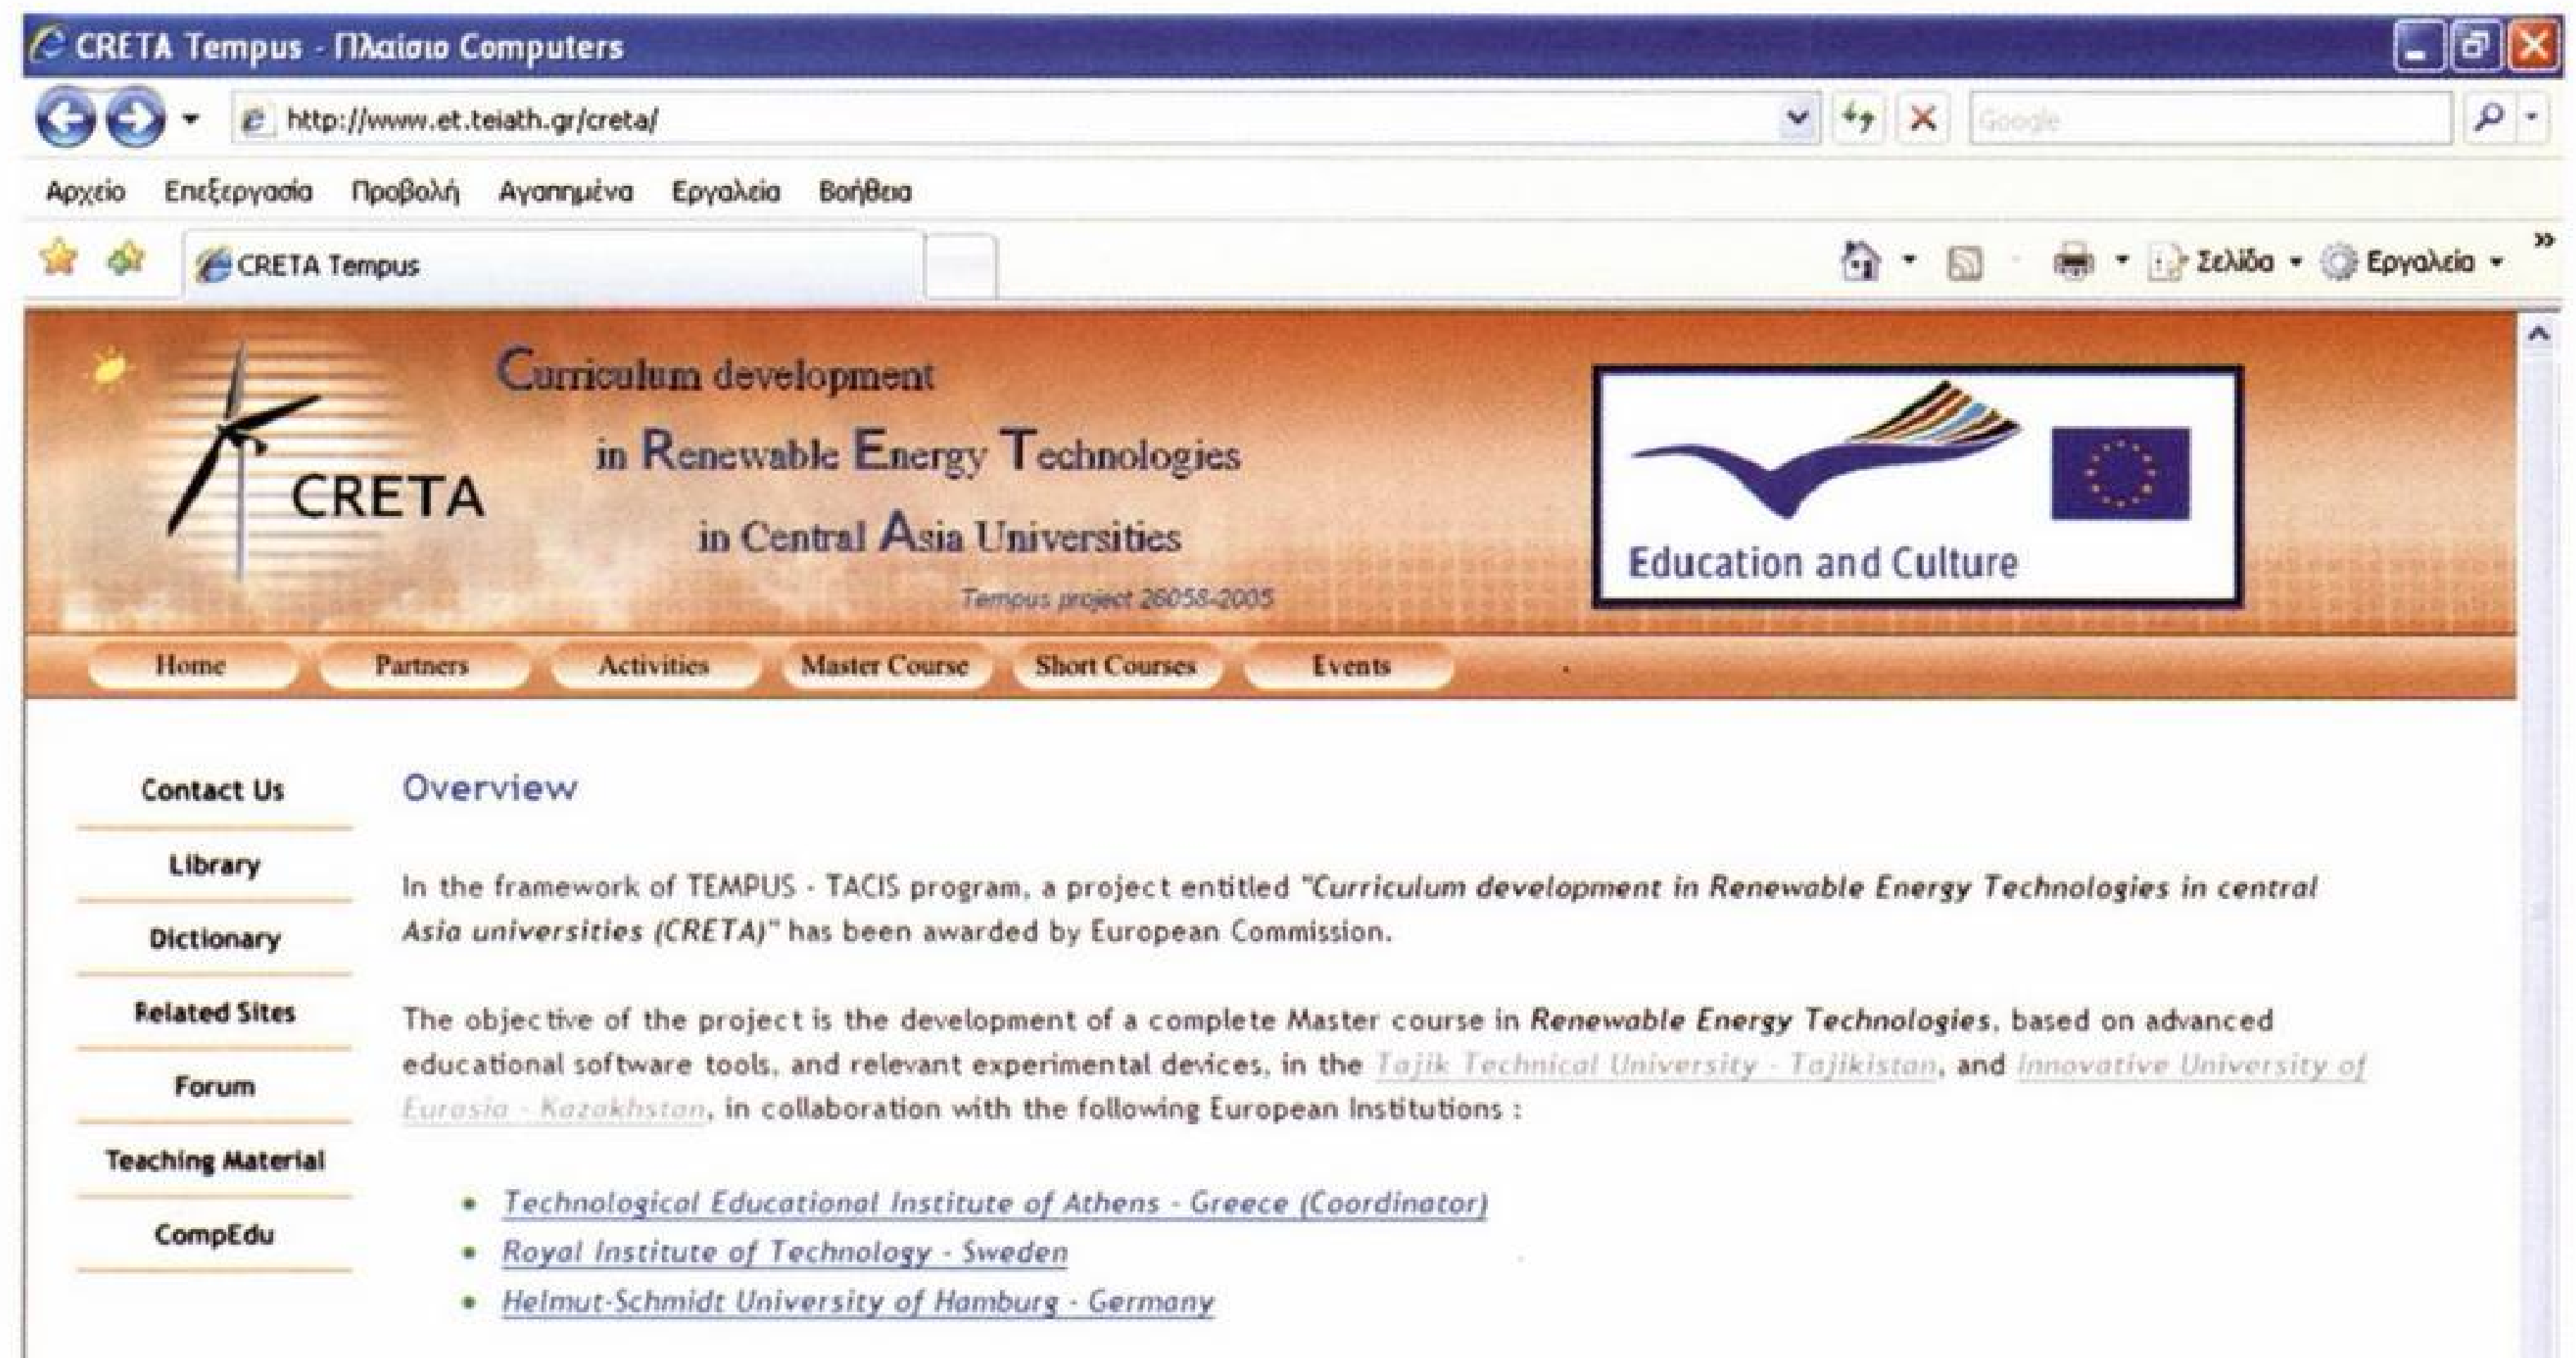 CRETA Tempus - Πλαίσιο Computers
http://www.et.teiath.gr/creta/
Google
Αρχείο Επεξεργασία Προβολή Αγαπημένα Εργαλεία Βοήθεια
CRETA Tempus
Σελίδα Εργαλεία »
CRETA
Curriculum development
in Renewable Energy Technologies
in Central Asia Universities
Tempus project 26058-2005
Education and Culture
Home Partners Activities Master Course Short Courses Events
Contact Us
Library
Dictionary
Related Sites
Forum
Teaching Material
CompEdu
Overview
In the framework of TEMPUS - TACIS program, a project entitled "Curriculum development in Renewable Energy Technologies in central
Asia universities (CRETA)" has been awarded by European Commission.
The objective of the project is the development of a complete Master course in Renewable Energy Technologies, based on advanced
educational software tools, and relevant experimental devices, in the Tajik Technical University - Tajikistan, and Innovative University of
Eurasia - Kazakhstan, in collaboration with the following European Institutions :
• Technological Educational Institute of Athens - Greece (Coordinator)
• Royal Institute of Technology - Sweden
• Helmut-Schmidt University of Hamburg - Germany